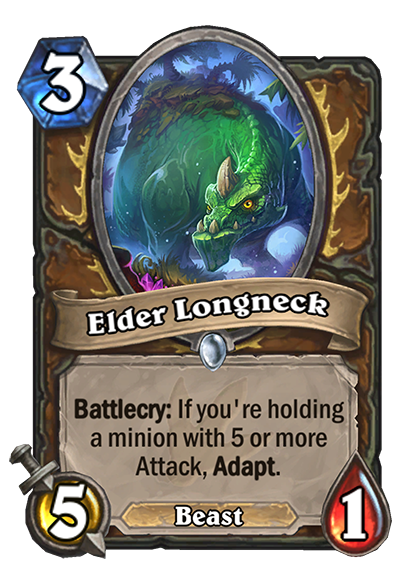 3
Elder Longneck
Battlecry: If you're holding
a minion with 5 or more
Attack, Adapt.
5
Beast
1